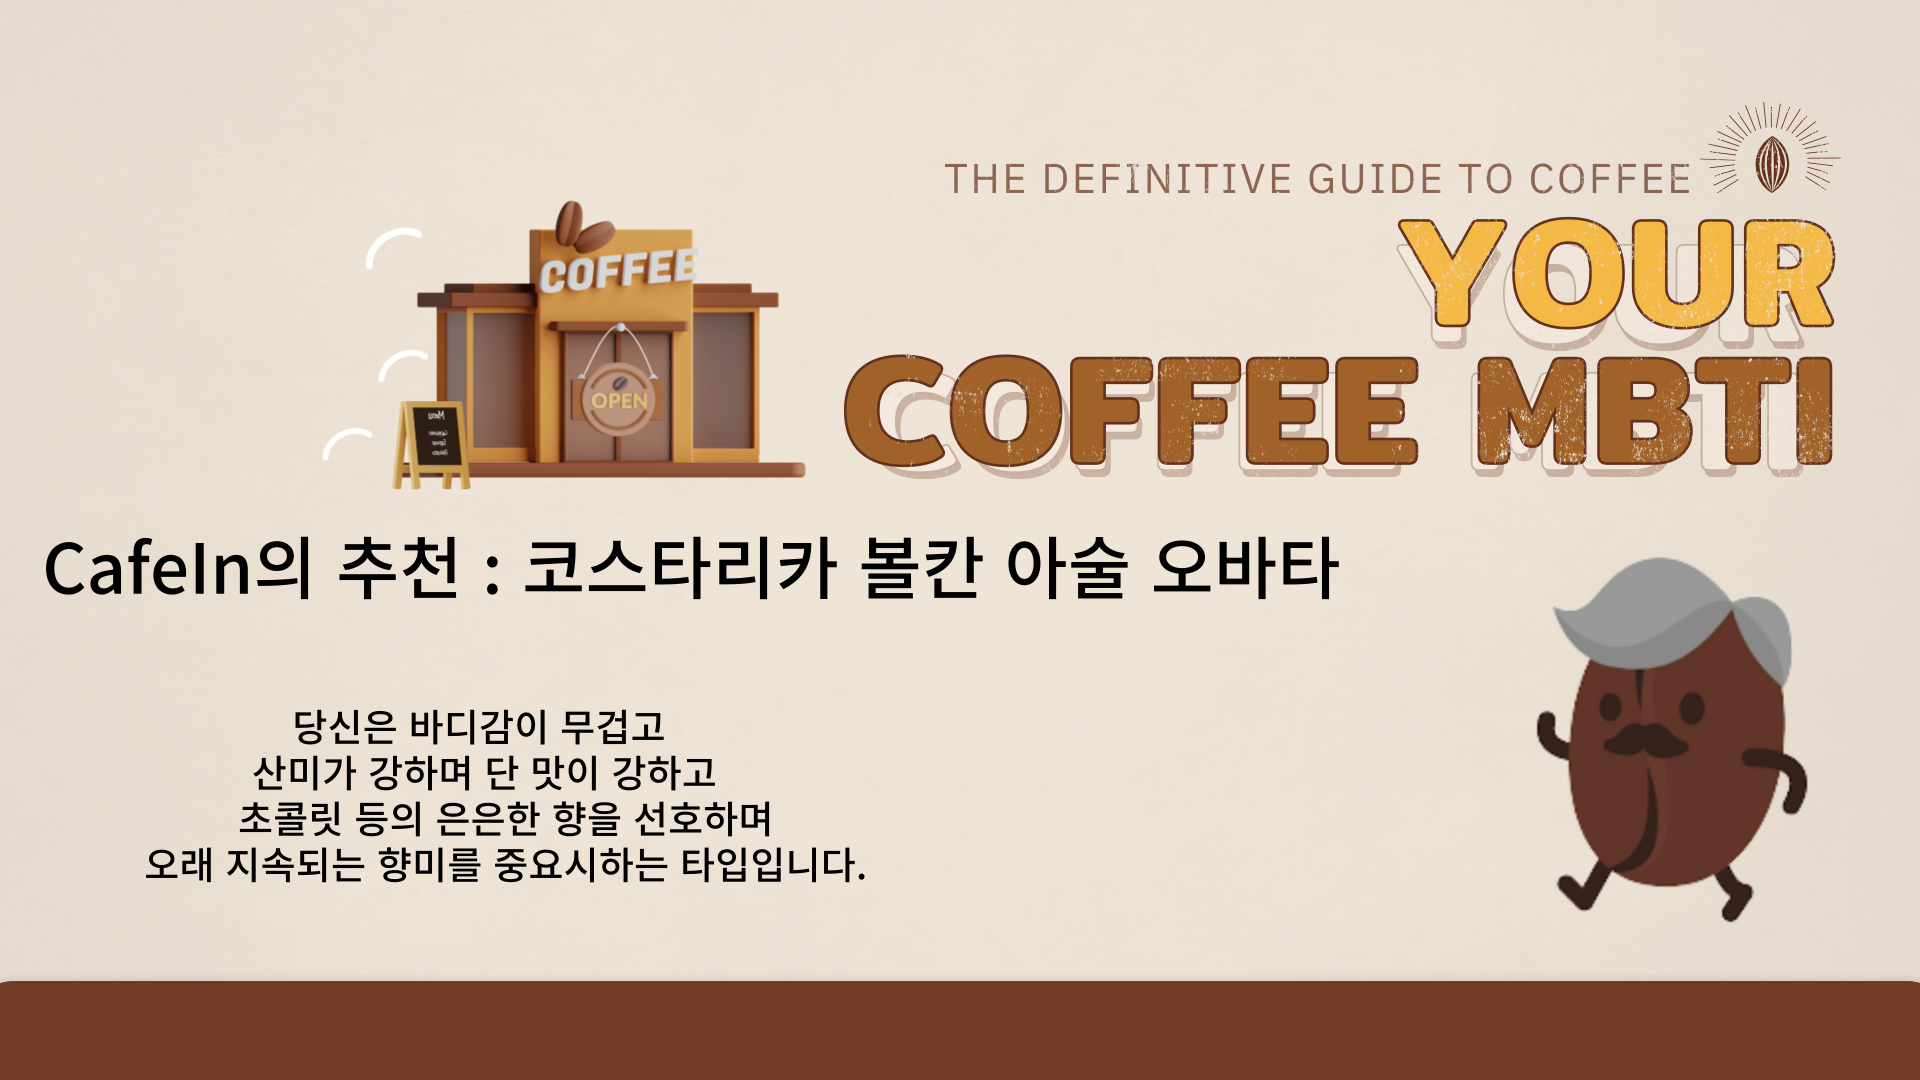 THE DEFINITIVE GUIDE TO COFFEE
YOUR
COFFEE MBTI
COFFEE
OPEN
Menu
CafeIn의 추천 : 코스타리카 볼칸 아술 오바타
당신은 바디감이 무겁고
산미가 강하며 단 맛이 강하고
초콜릿 등의 은은한 향을 선호하며
오래 지속되는 향미를 중요시하는 타입입니다.